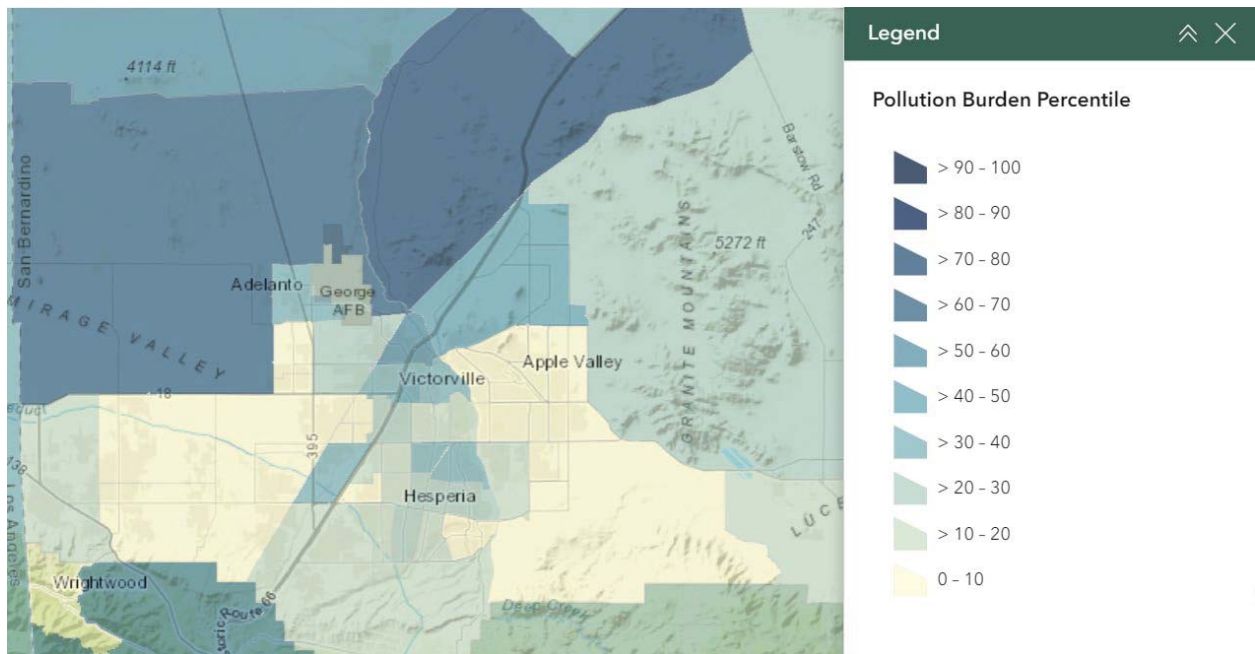 4114 ft
San Bernardino
Adelanto
George
AFB
MIRAGE VALLEY
18
395
138
Los Angeles
Victorville
Apple Valley
Hesperia
Wrightwood
Route 66
Deep Creek
GRANITE MOUNTAINS
5272 ft
Barstow Rd
247
Legend
Pollution Burden Percentile
> 90 - 100
> 80 - 90
> 70 - 80
> 60 - 70
> 50 - 60
> 40 - 50
> 30 - 40
> 20 - 30
> 10 - 20
0 - 10